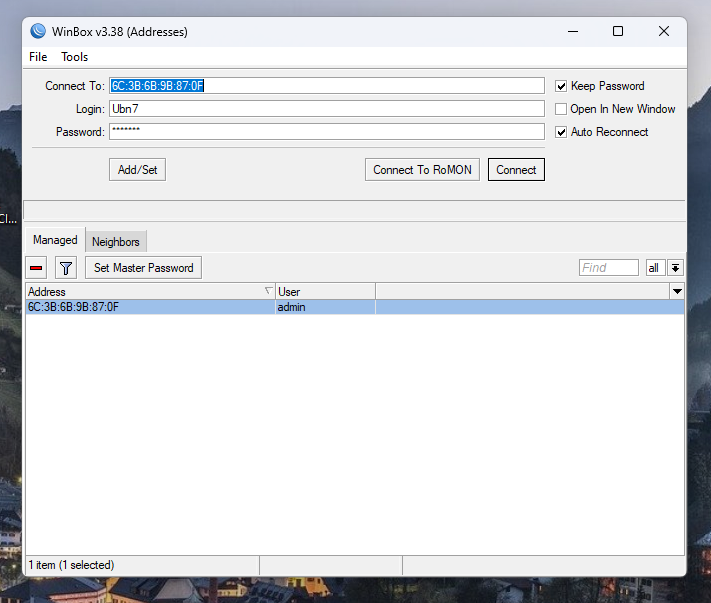 WinBox v3.38 (Addresses)
File Tools
Connect To: 6C:3B:6B:9B:87:0F Keep Password
Login: Ubn7 Open In New Window
Password: ******* Auto Reconnect
Add/Set Connect To RoMON Connect
Cl...
Managed Neighbors
Set Master Password Find all
Address User
6C:3B:6B:9B:87:0F admin
1 item (1 selected)